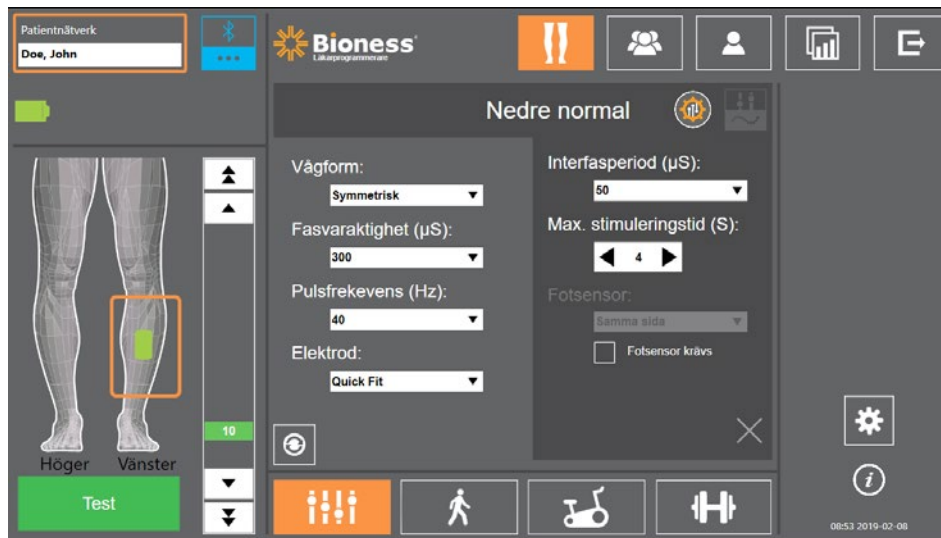 Patientnätverk
Doe, John
Bioness
Läkarprogrammerare
Nedre normal
Vågform:
Symmetrisk
Fasvaraktighet (µS):
300
Pulsfrekevens (Hz):
40
Elektrod:
Quick Fit
Interfasperiod (µS):
50
Max. stimuleringstid (S):
4
Fotsensor:
Samma sida
Fotsensor krävs
10
Höger Vänster
Test
08:53 2019-02-08